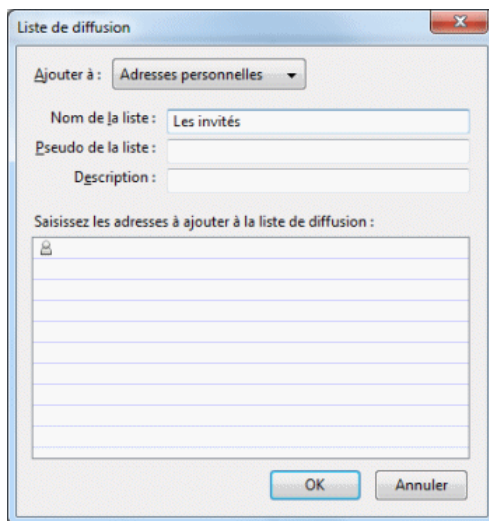 Liste de diffusion
Ajouter à : Adresses personnelles
Nom de la liste : Les invités
Pseudo de la liste :
Description :
Saisissez les adresses à ajouter à la liste de diffusion :
OK Annuler